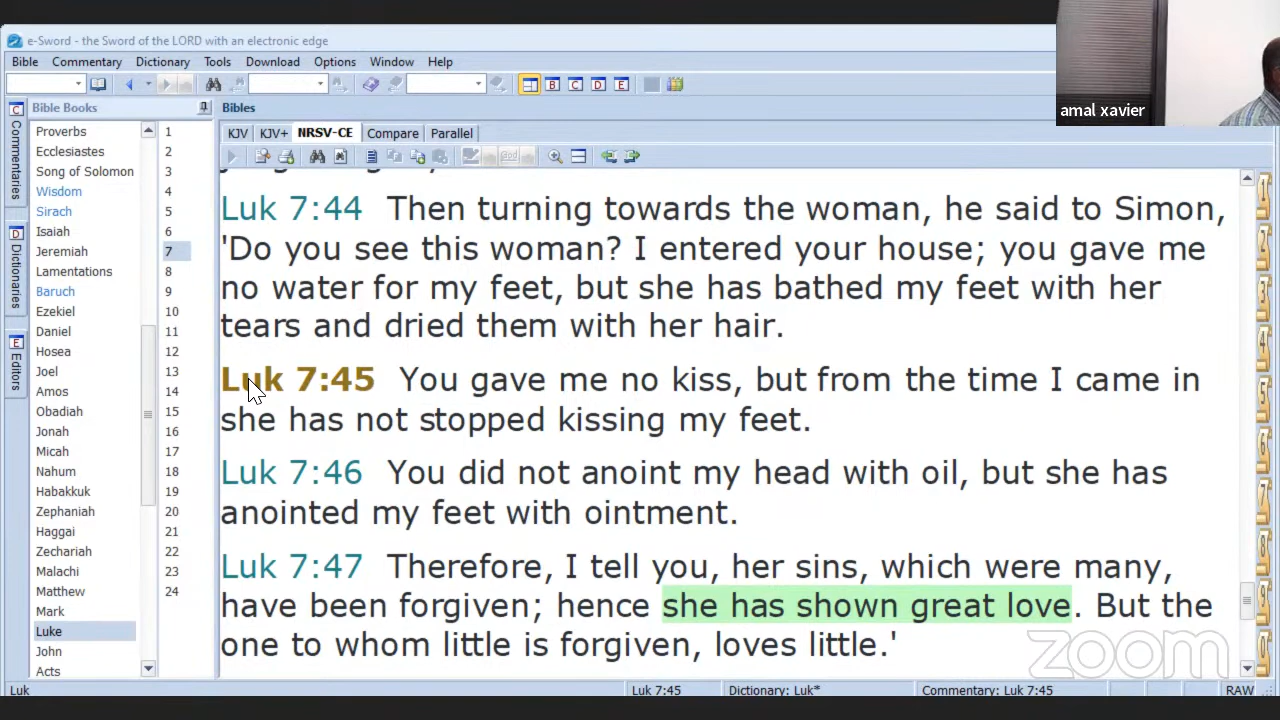 e-Sword - the Sword of the LORD with an electronic edge
Bible Commentary Dictionary Tools Download Options Window Help
B C D E
amal xavier
Bible Books
Bibles
C Commentaries
D Dictionaries
E Editors
Proverbs
Ecclesiastes
Song of Solomon
Wisdom
Sirach
Isaiah
Jeremiah
Lamentations
Baruch
Ezekiel
Daniel
Hosea
Joel
Amos
Obadiah
Jonah
Micah
Nahum
Habakkuk
Zephaniah
Haggai
Zechariah
Malachi
Matthew
Mark
Luke
John
Acts
1
2
3
4
5
6
7
8
9
10
11
12
13
14
15
16
17
18
19
20
21
22
23
24
KJV KJV+ NRSV-CE Compare Parallel
Luk 7:44 Then turning towards the woman, he said to Simon,
'Do you see this woman? I entered your house; you gave me
no water for my feet, but she has bathed my feet with her
tears and dried them with her hair.
Luk 7:45 You gave me no kiss, but from the time I came in
she has not stopped kissing my feet.
Luk 7:46 You did not anoint my head with oil, but she has
anointed my feet with ointment.
Luk 7:47 Therefore, I tell you, her sins, which were many,
have been forgiven; hence she has shown great love. But the
one to whom little is forgiven, loves little.'
zoom
Luk
Luk 7:45
Dictionary: Luk*
Commentary: Luk 7:45
RAW